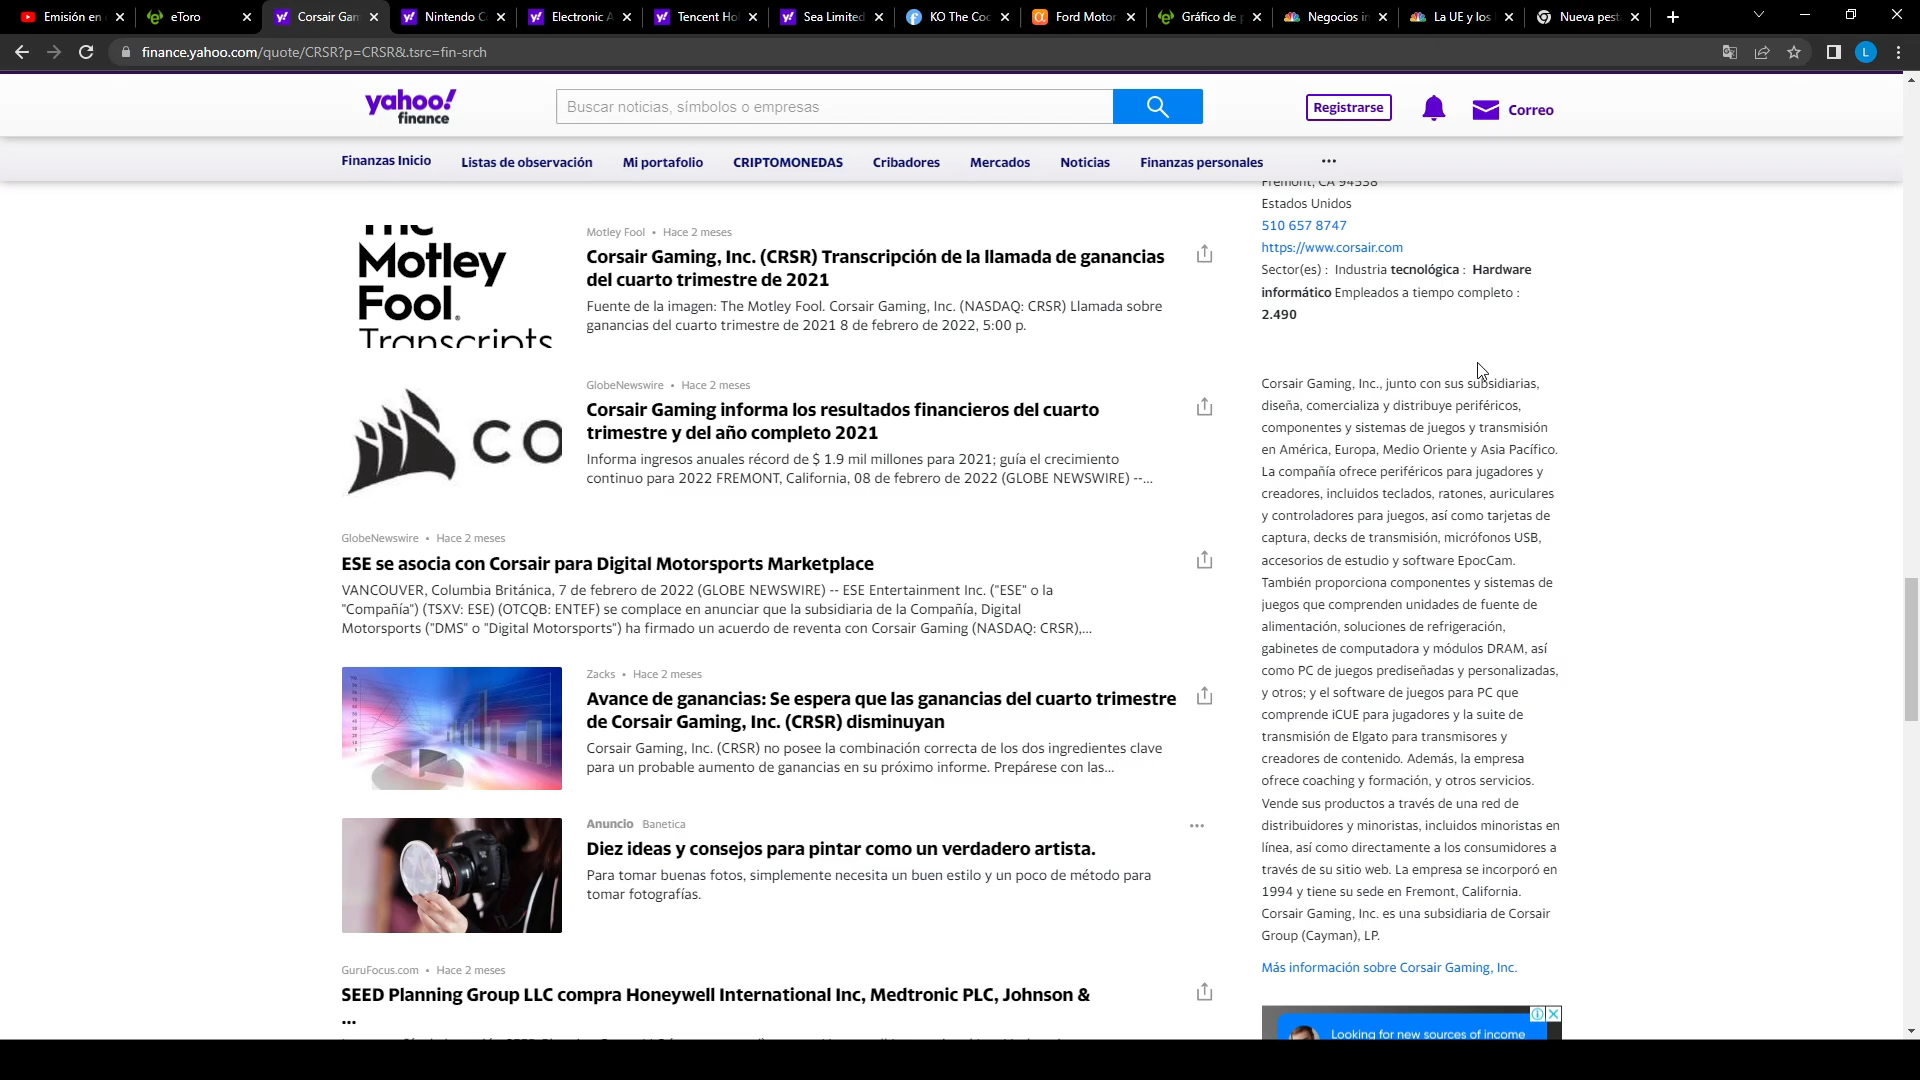 Emisión en
eToro
Corsair Gam
Nintendo C
Electronic A
Tencent Ho
Sea Limited
KO The Coc
Ford Motor
Gráfico de p
Negocios in
La UE y los
Nueva pest
finance.yahoo.com/quote/CRSR?p=CRSR&.tsrc=fin-srch
L
yahoo!
finance
Buscar noticias, símbolos o empresas
Registrarse
Correo
Finanzas Inicio
Listas de observación
Mi portafolio
CRIPTOMONEDAS
Cribadores
Mercados
Noticias
Finanzas personales
...
The
Motley
Fool.
Transcripts
Motley Fool • Hace 2 meses
Corsair Gaming, Inc. (CRSR) Transcripción de la llamada de ganancias
del cuarto trimestre de 2021
Fuente de la imagen: The Motley Fool. Corsair Gaming, Inc. (NASDAQ: CRSR) Llamada sobre
ganancias del cuarto trimestre de 2021 8 de febrero de 2022, 5:00 p.
CO
GlobeNewswire • Hace 2 meses
Corsair Gaming informa los resultados financieros del cuarto
trimestre y del año completo 2021
Informa ingresos anuales récord de $ 1.9 mil millones para 2021; guía el crecimiento
continuo para 2022 FREMONT, California, 08 de febrero de 2022 (GLOBE NEWSWIRE) --...
GlobeNewswire • Hace 2 meses
ESE se asocia con Corsair para Digital Motorsports Marketplace
VANCOUVER, Columbia Británica, 7 de febrero de 2022 (GLOBE NEWSWIRE) -- ESE Entertainment Inc. ("ESE" o la
"Compañía") (TSXV: ESE) (OTCQB: ENTEF) se complace en anunciar que la subsidiaria de la Compañía, Digital
Motorsports ("DMS" o "Digital Motorsports") ha firmado un acuerdo de reventa con Corsair Gaming (NASDAQ: CRSR),...
Zacks • Hace 2 meses
Avance de ganancias: Se espera que las ganancias del cuarto trimestre
de Corsair Gaming, Inc. (CRSR) disminuyan
Corsair Gaming, Inc. (CRSR) no posee la combinación correcta de los dos ingredientes clave
para un probable aumento de ganancias en su próximo informe. Prepárese con las...
Anuncio Banetica
...
Diez ideas y consejos para pintar como un verdadero artista.
Para tomar buenas fotos, simplemente necesita un buen estilo y un poco de método para
tomar fotografías.
GuruFocus.com • Hace 2 meses
SEED Planning Group LLC compra Honeywell International Inc, Medtronic PLC, Johnson &
...
Fremont, CA 94538
Estados Unidos
510 657 8747
https://www.corsair.com
Sector(es) : Industria tecnológica : Hardware
informático Empleados a tiempo completo :
2.490
Corsair Gaming, Inc., junto con sus subsidiarias,
diseña, comercializa y distribuye periféricos,
componentes y sistemas de juegos y transmisión
en América, Europa, Medio Oriente y Asia Pacífico.
La compañía ofrece periféricos para jugadores y
creadores, incluidos teclados, ratones, auriculares
y controladores para juegos, así como tarjetas de
captura, decks de transmisión, micrófonos USB,
accesorios de estudio y software EpocCam.
También proporciona componentes y sistemas de
juegos que comprenden unidades de fuente de
alimentación, soluciones de refrigeración,
gabinetes de computadora y módulos DRAM, así
como PC de juegos prediseñadas y personalizadas,
y otros; y el software de juegos para PC que
comprende iCUE para jugadores y la suite de
transmisión de Elgato para transmisores y
creadores de contenido. Además, la empresa
ofrece coaching y formación, y otros servicios.
Vende sus productos a través de una red de
distribuidores y minoristas, incluidos minoristas en
línea, así como directamente a los consumidores a
través de su sitio web. La empresa se incorporó en
1994 y tiene su sede en Fremont, California.
Corsair Gaming, Inc. es una subsidiaria de Corsair
Group (Cayman), LP.
Más información sobre Corsair Gaming, Inc.
Looking for new sources of income